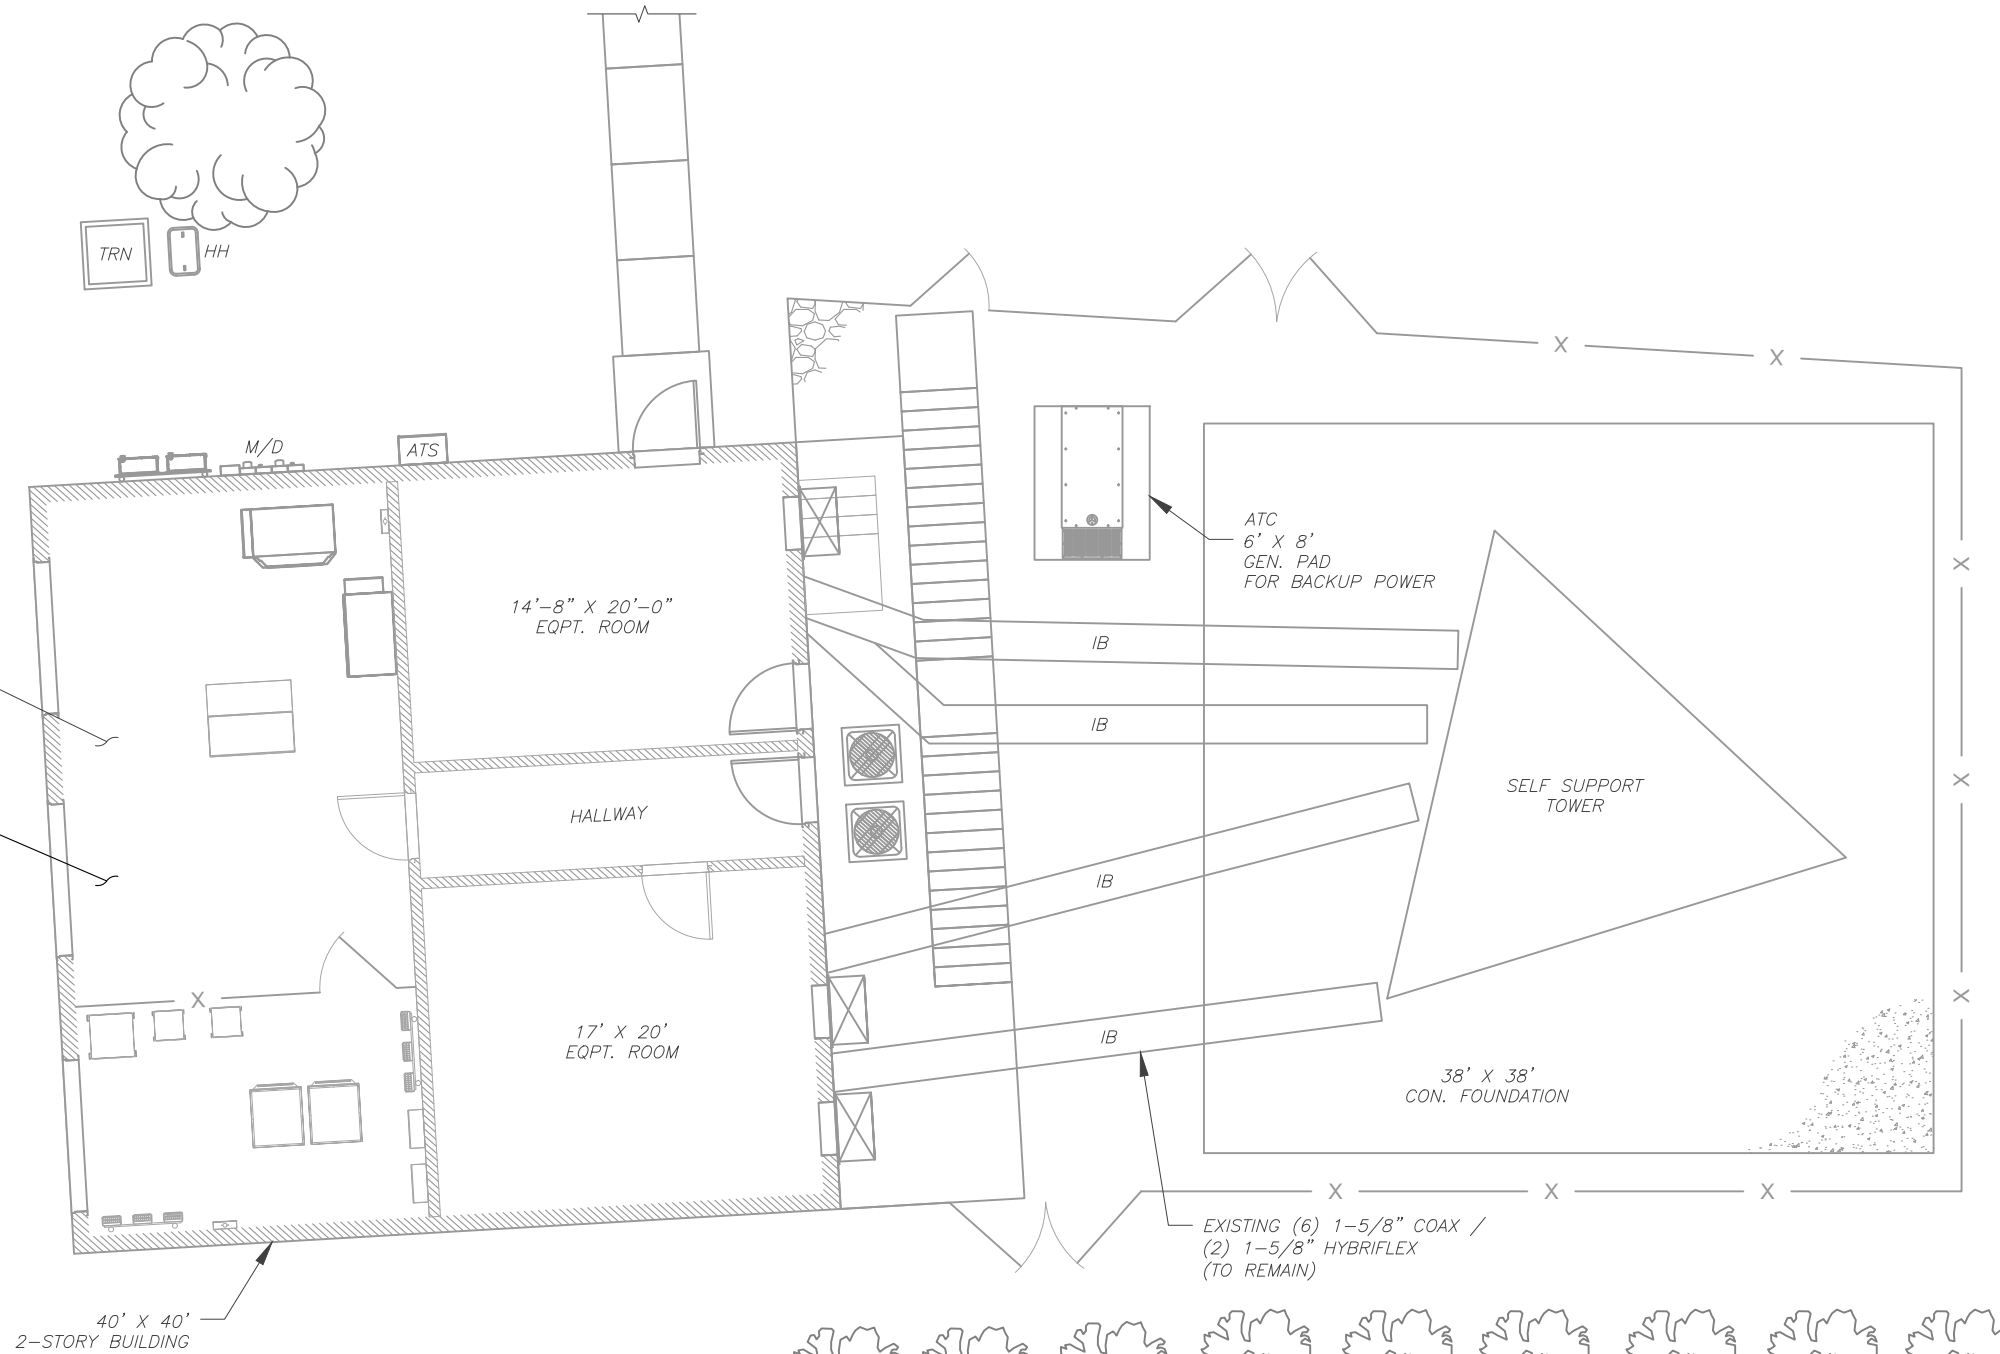 TRN
HH
M/D
ATS
X
X
ATC
6' X 8'
GEN. PAD
FOR BACKUP POWER
14'-8" X 20'-0"
EQPT. ROOM
IB
IB
X
HALLWAY
SELF SUPPORT
TOWER
X
IB
X
X
17' X 20'
EQPT. ROOM
IB
38' X 38'
CON. FOUNDATION
X
X
X
EXISTING (6) 1-5/8" COAX /
(2) 1-5/8" HYBRIFLEX
(TO REMAIN)
40' X 40'
2-STORY BUILDING